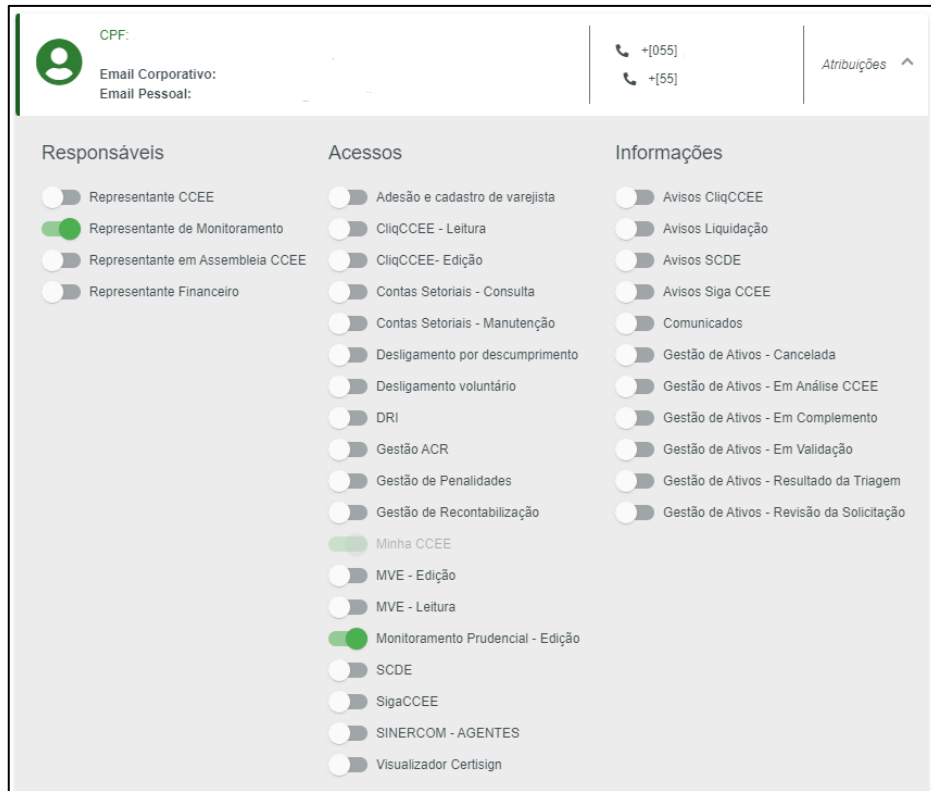 CPF:
Email Corporativo:
Email Pessoal:
+[055]
+[55]
Atribuições
Responsáveis
Representante CCEE
Representante de Monitoramento
Representante em Assembleia CCEE
Representante Financeiro
Acessos
Adesão e cadastro de varejista
CliqCCEE - Leitura
CliqCCEE- Edição
Contas Setoriais - Consulta
Contas Setoriais - Manutenção
Desligamento por descumprimento
Desligamento voluntário
DRI
Gestão ACR
Gestão de Penalidades
Gestão de Recontabilização
Minha CCEE
MVE - Edição
MVE - Leitura
Monitoramento Prudencial - Edição
SCDE
SigaCCEE
SINERCOM - AGENTES
Visualizador Certisign
Informações
Avisos CliqCCEE
Avisos Liquidação
Avisos SCDE
Avisos Siga CCEE
Comunicados
Gestão de Ativos - Cancelada
Gestão de Ativos - Em Análise CCEE
Gestão de Ativos - Em Complemento
Gestão de Ativos - Em Validação
Gestão de Ativos - Resultado da Triagem
Gestão de Ativos - Revisão da Solicitação